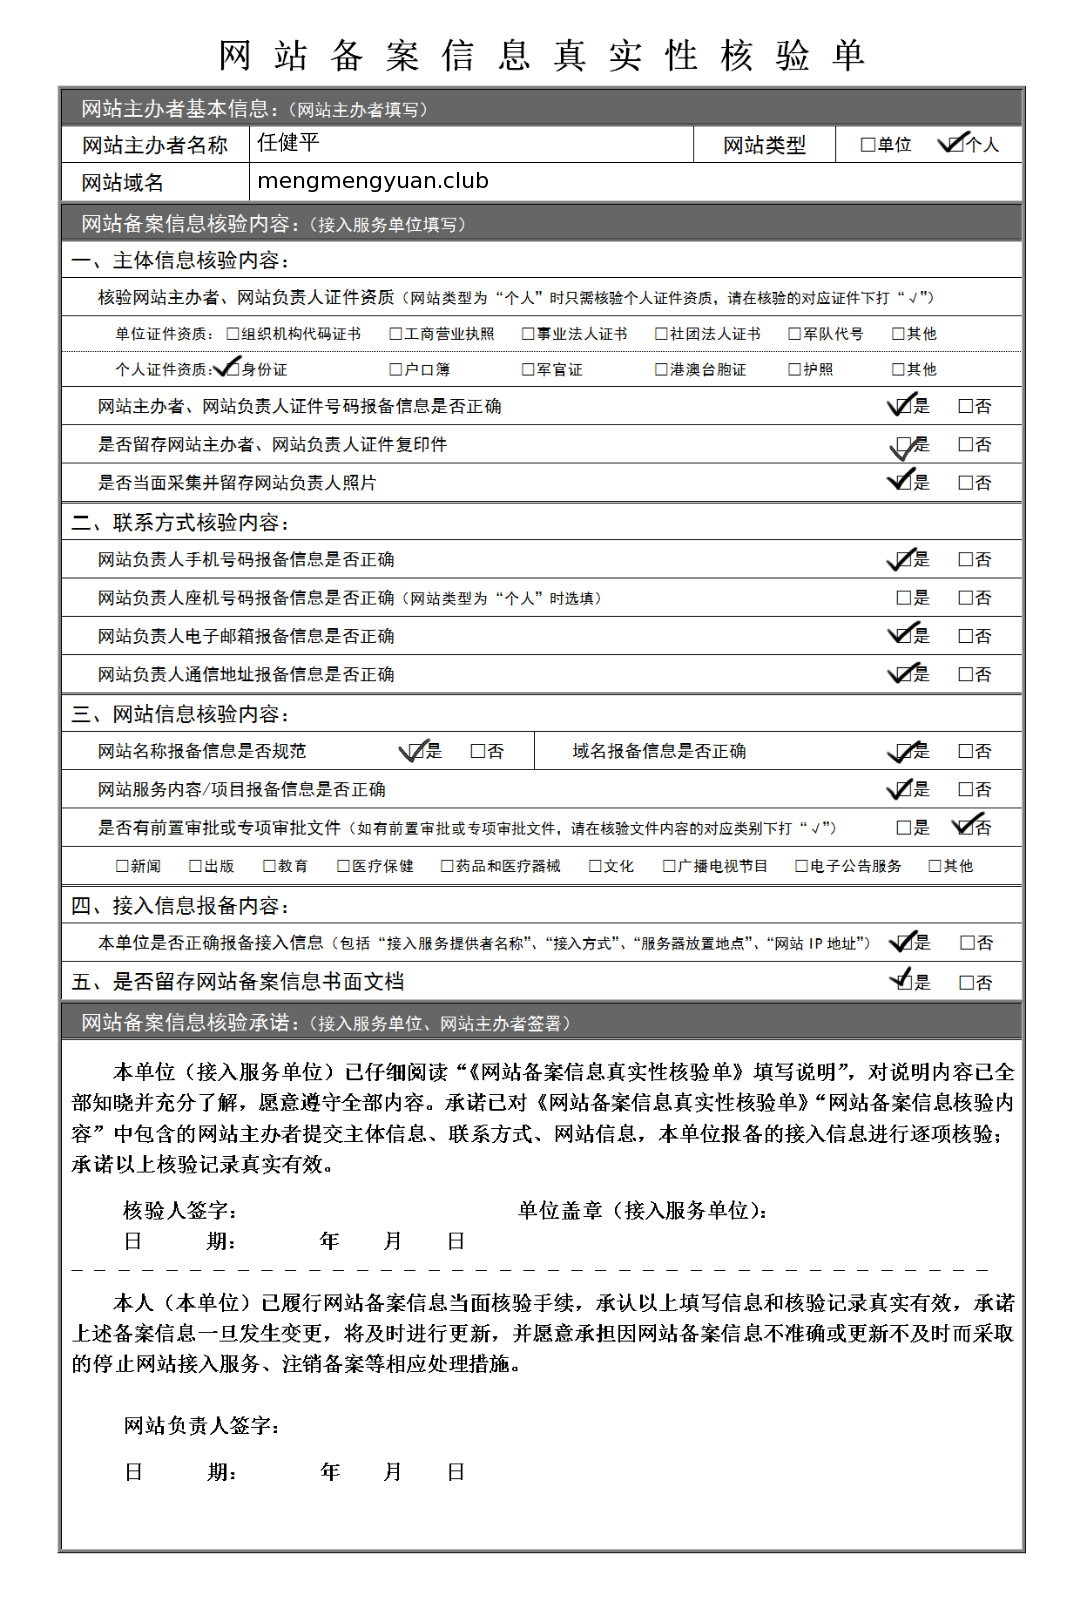 网站备案信息真实性核验单
网站主办者基本信息：（网站主办者填写）
网站主办者名称 任健平 网站类型 □单位 ☑个人
网站域名 mengmengyuan.club
网站备案信息核验内容：（接入服务单位填写）
一、主体信息核验内容：
核验网站主办者、网站负责人证件资质（网站类型为“个人”时只需核验个人证件资质，请在核验的对应证件下打“√”）
单位证件资质： □组织机构代码证书 □工商营业执照 □事业法人证书 □社团法人证书 □军队代号 □其他
个人证件资质： ☑身份证 □户口簿 □军官证 □港澳台胞证 □护照 □其他
网站主办者、网站负责人证件号码报备信息是否正确 ☑是 □否
是否留存网站主办者、网站负责人证件复印件 ☑是 □否
是否当面采集并留存网站负责人照片 ☑是 □否
二、联系方式核验内容：
网站负责人手机号码报备信息是否正确 ☑是 □否
网站负责人座机号码报备信息是否正确（网站类型为“个人”时选填） □是 □否
网站负责人电子邮箱报备信息是否正确 ☑是 □否
网站负责人通信地址报备信息是否正确 ☑是 □否
三、网站信息核验内容：
网站名称报备信息是否规范 ☑是 □否 域名报备信息是否正确 ☑是 □否
网站服务内容/项目报备信息是否正确 ☑是 □否
是否有前置审批或专项审批文件（如有前置审批或专项审批文件，请在核验文件内容的对应类别下打“√”） □是 ☑否
□新闻 □出版 □教育 □医疗保健 □药品和医疗器械 □文化 □广播电视节目 □电子公告服务 □其他
四、接入信息报备内容：
本单位是否正确报备接入信息（包括“接入服务提供者名称”、“接入方式”、“服务器放置地点”、“网站 IP 地址”） ☑是 □否
五、是否留存网站备案信息书面文档 ☑是 □否
网站备案信息核验承诺：（接入服务单位、网站主办者签署）
本单位（接入服务单位）已仔细阅读“《网站备案信息真实性核验单》填写说明”，对说明内容已全
部知晓并充分了解，愿意遵守全部内容。承诺已对《网站备案信息真实性核验单》“网站备案信息核验内
容”中包含的网站主办者提交主体信息、联系方式、网站信息，本单位报备的接入信息进行逐项核验；
承诺以上核验记录真实有效。
核验人签字： 单位盖章（接入服务单位）：
日 期： 年 月 日
本人（本单位）已履行网站备案信息当面核验手续，承认以上填写信息和核验记录真实有效，承诺
上述备案信息一旦发生变更，将及时进行更新，并愿意承担因网站备案信息不准确或更新不及时而采取
的停止网站接入服务、注销备案等相应处理措施。
网站负责人签字：
日 期： 年 月 日